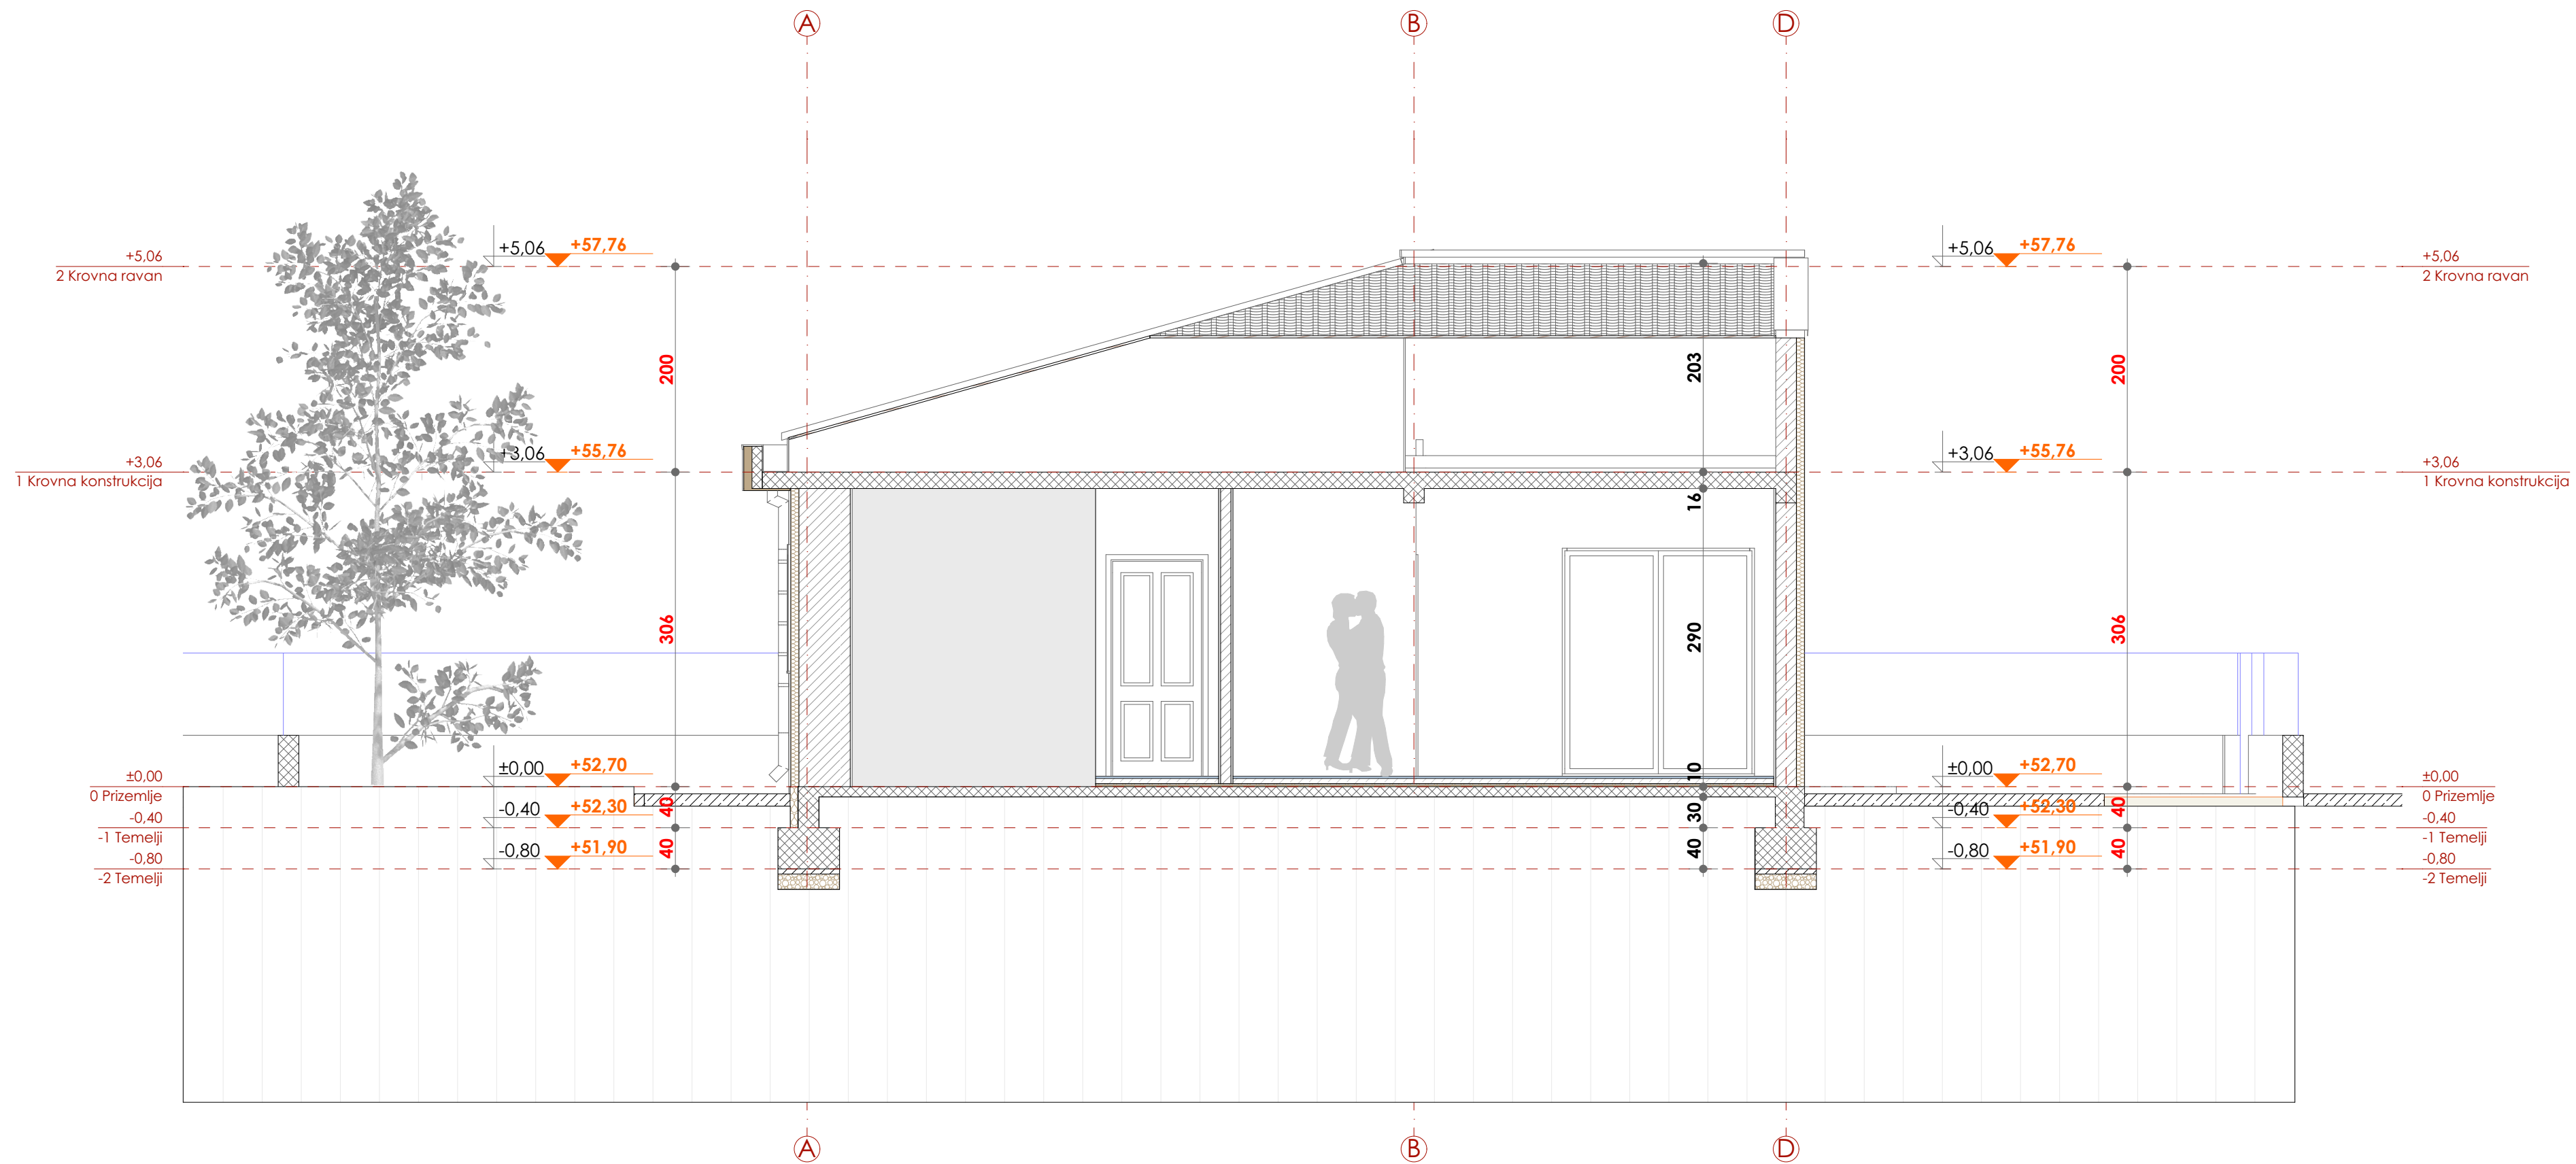 A
B
D
+5,06
2 Krovna ravan
+5,06
+57,76
+5,06
+57,76
+5,06
2 Krovna ravan
200
203
200
+3,06
1 Krovna konstrukcija
+3,06
+55,76
+3,06
+55,76
+3,06
1 Krovna konstrukcija
16
306
290
306
±0,00
0 Prizemlje
±0,00
+52,70
10
±0,00
+52,70
±0,00
0 Prizemlje
-0,40
-1 Temelji
-0,40
+52,30
40
30
-0,40
+52,30
40
-0,40
-1 Temelji
-0,80
-2 Temelji
-0,80
+51,90
40
40
-0,80
+51,90
40
-0,80
-2 Temelji
A
B
D